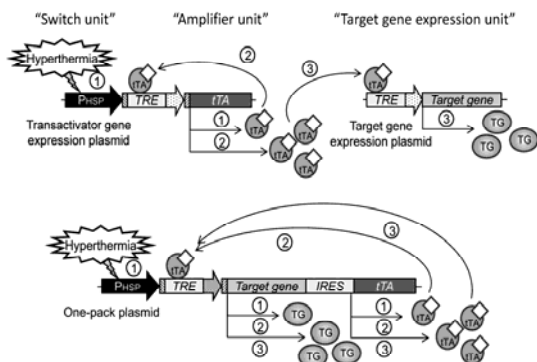 "Switch unit" "Amplifier unit" "Target gene expression unit"
Hyperthermia
①
②
③
tTA
tTA
PHSP TRE tTA
TRE Target gene
Transactivator gene
expression plasmid
①
②
tTA
tTA
tTA
tTA
tTA
Target gene
expression plasmid
③
TG
TG
TG
Hyperthermia
①
②
③
tTA
PHSP TRE Target gene IRES tTA
One-pack plasmid
①
②
③
TG
TG
TG
TG
①
②
③
tTA
tTA
tTA
tTA